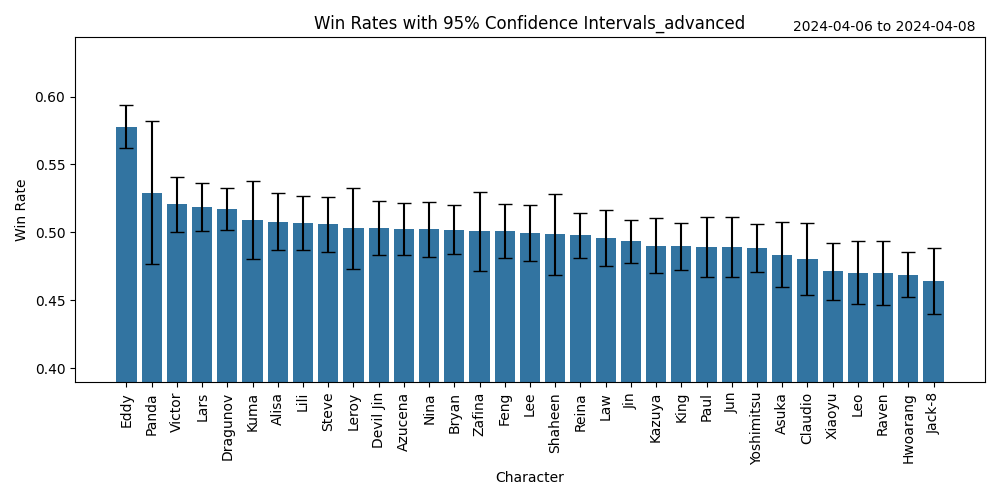 Win Rates with 95% Confidence Intervals_advanced
2024-04-06 to 2024-04-08
Win Rate
0.60
0.55
0.50
0.45
0.40
Eddy
Panda
Victor
Lars
Dragunov
Kuma
Alisa
Lili
Steve
Leroy
Devil Jin
Azucena
Nina
Bryan
Zafina
Feng
Lee
Shaheen
Reina
Law
Jin
Kazuya
King
Paul
Jun
Yoshimitsu
Asuka
Claudio
Xiaoyu
Leo
Raven
Hwoarang
Jack-8
Character